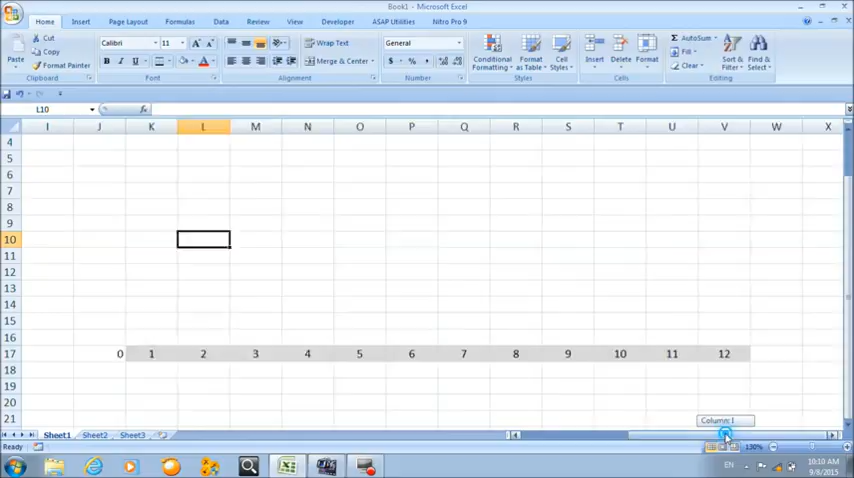 Book1 - Microsoft Excel
Home Insert Page Layout Formulas Data Review View Developer ASAP Utilities Nitro Pro 9
Paste Cut Calibri 11 Wrap Text General Conditional Formatting Format as Table Cell Styles Insert Delete Format AutoSum Sort & Filter Find & Select
Copy Fill
Format Painter B I U A Merge & Center $ % , Clear
Clipboard Font Alignment Number Styles Cells Editing
L10 fx
I J K L M N O P Q R S T U V W X
4
5
6
7
8
9
10
11
12
13
14
15
16
17 0 1 2 3 4 5 6 7 8 9 10 11 12
18
19
20
21
Column: I
Sheet1 Sheet2 Sheet3
Ready 130%
EN 10:10 AM
9/8/2015